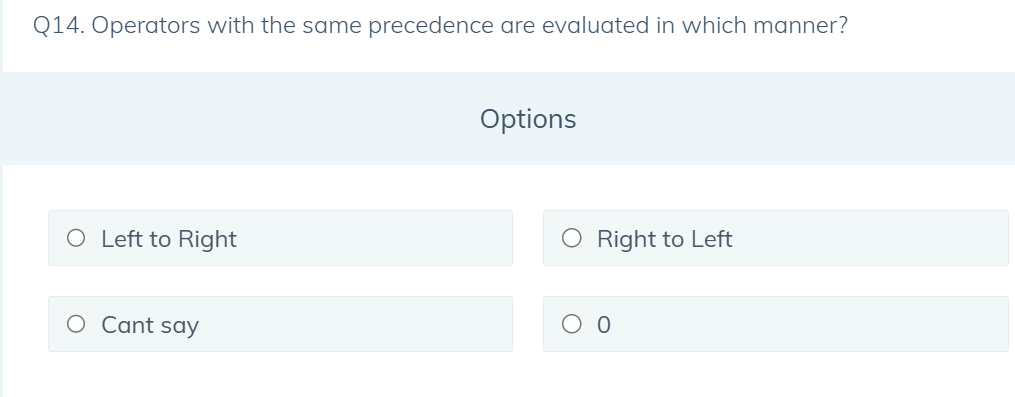 Q14. Operators with the same precedence are evaluated in which manner?
Options
Left to Right
Right to Left
Cant say
0